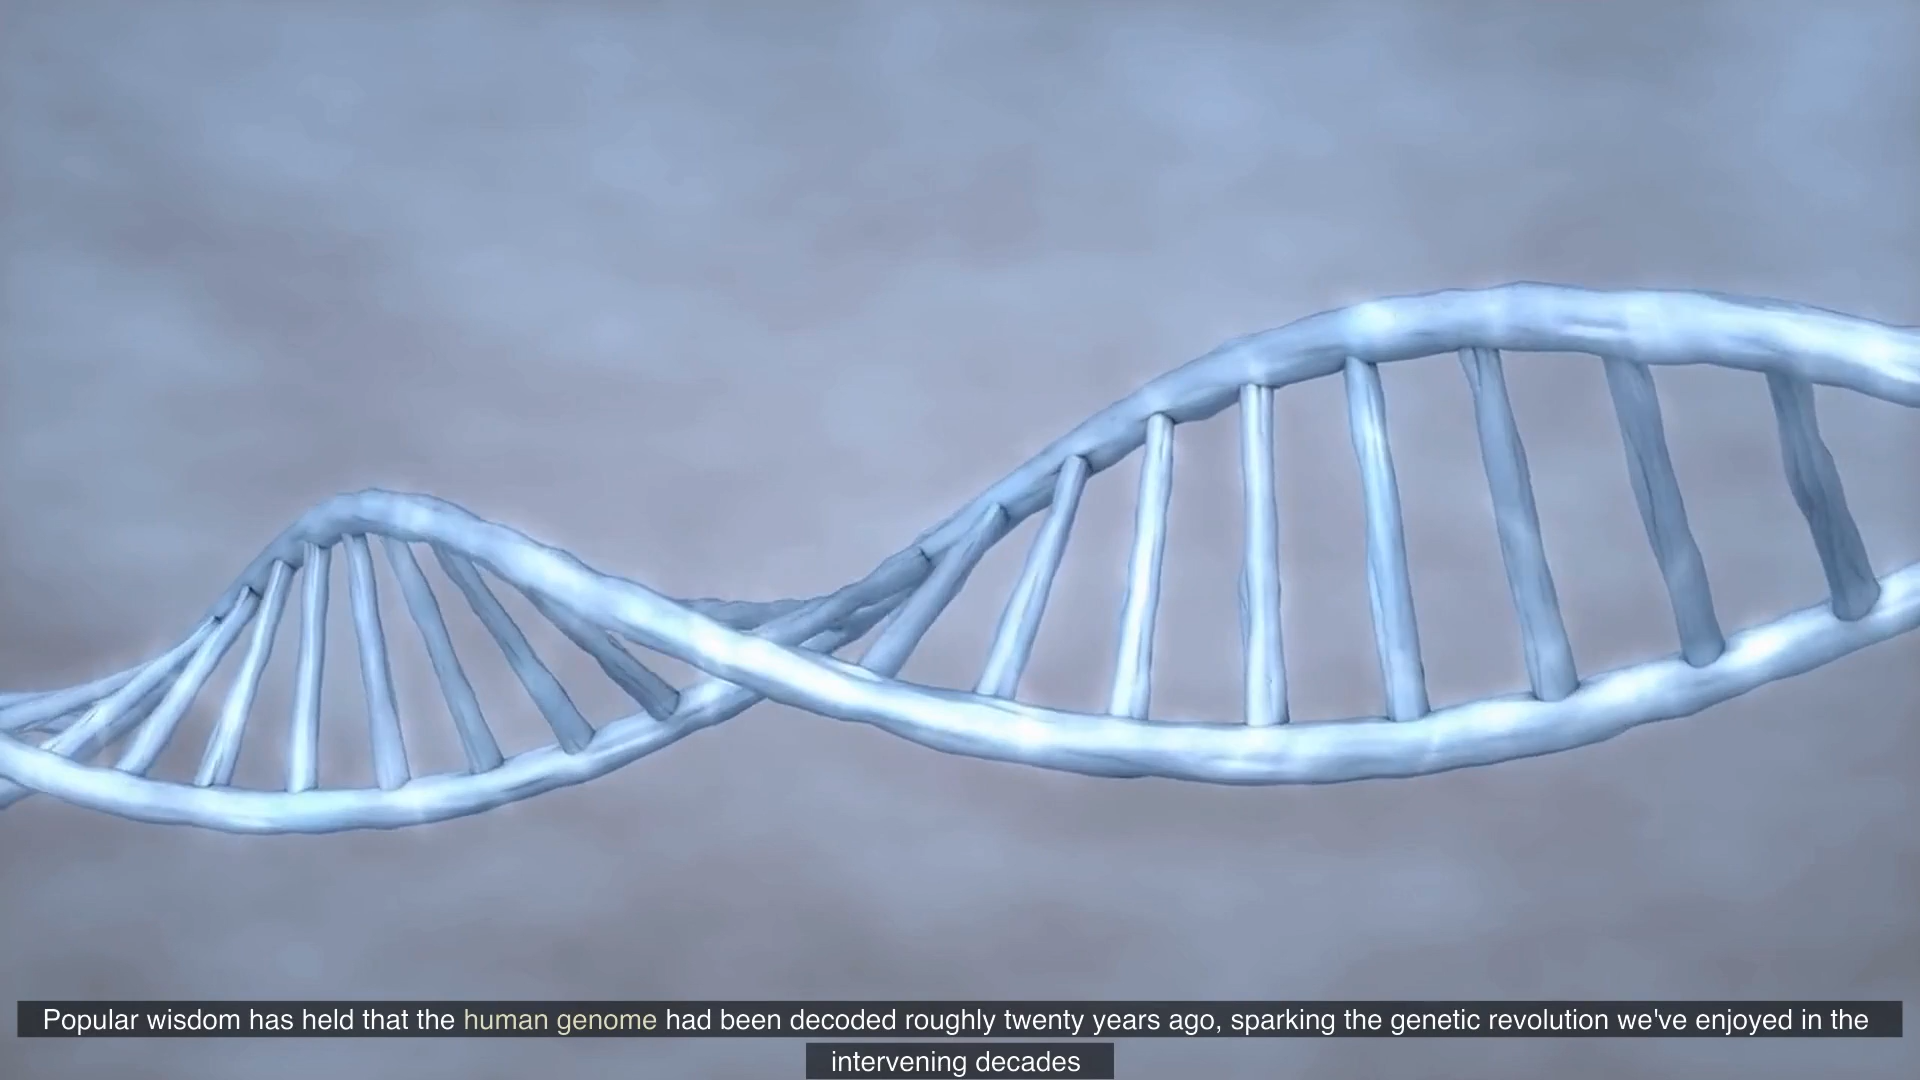 Popular wisdom has held that the human genome had been decoded roughly twenty years ago, sparking the genetic revolution we've enjoyed in the
intervening decades